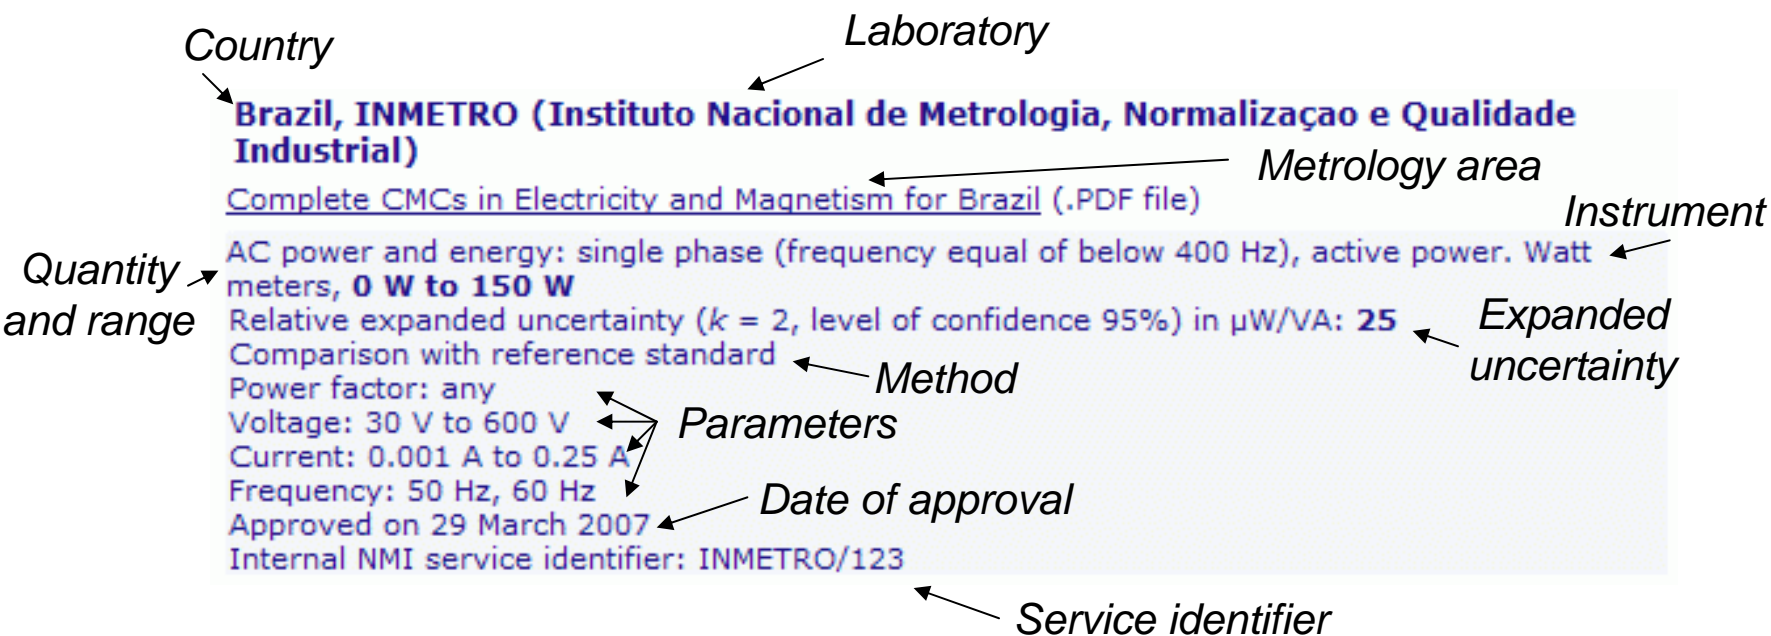 Country
Laboratory
Brazil, INMETRO (Instituto Nacional de Metrologia, Normalizaçao e Qualidade
Industrial)
Metrology area
Complete CMCs in Electricity and Magnetism for Brazil (.PDF file)
Instrument
AC power and energy: single phase (frequency equal of below 400 Hz), active power. Watt
meters, 0 W to 150 W
Quantity
and range
Relative expanded uncertainty (k = 2, level of confidence 95%) in µW/VA: 25
Expanded
uncertainty
Comparison with reference standard
Method
Power factor: any
Voltage: 30 V to 600 V
Parameters
Current: 0.001 A to 0.25 A
Frequency: 50 Hz, 60 Hz
Date of approval
Approved on 29 March 2007
Internal NMI service identifier: INMETRO/123
Service identifier